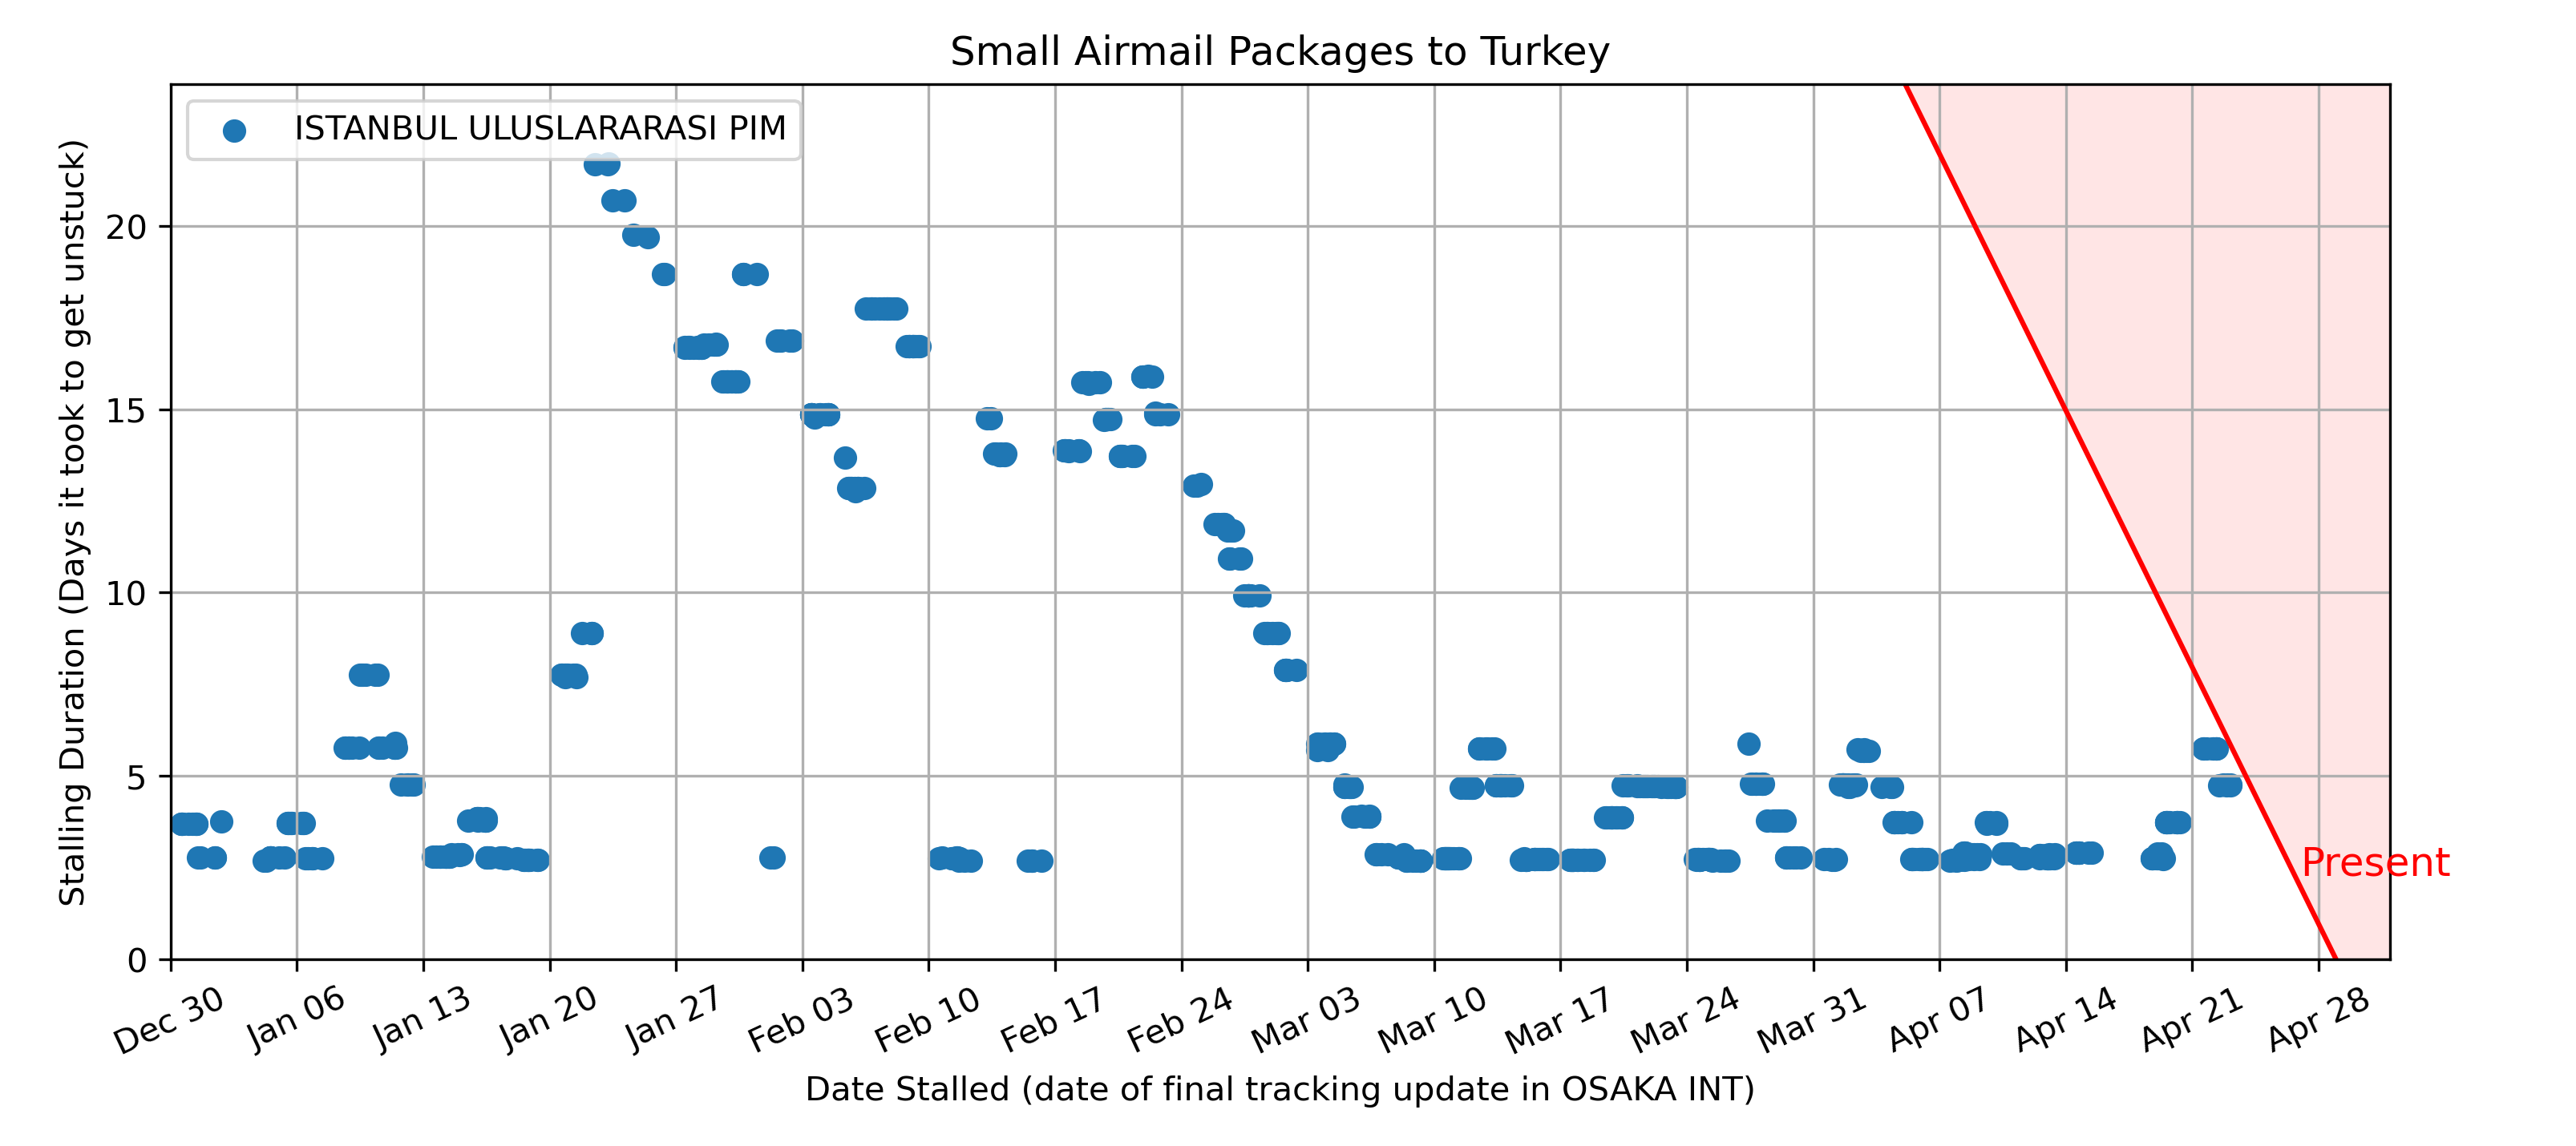 Small Airmail Packages to Turkey
ISTANBUL ULUSLARARASI PIM
Stalling Duration (Days it took to get unstuck)
20
15
10
5
0
Present
Dec 30
Jan 06
Jan 13
Jan 20
Jan 27
Feb 03
Feb 10
Feb 17
Feb 24
Mar 03
Mar 10
Mar 17
Mar 24
Mar 31
Apr 07
Apr 14
Apr 21
Apr 28
Date Stalled (date of final tracking update in OSAKA INT)